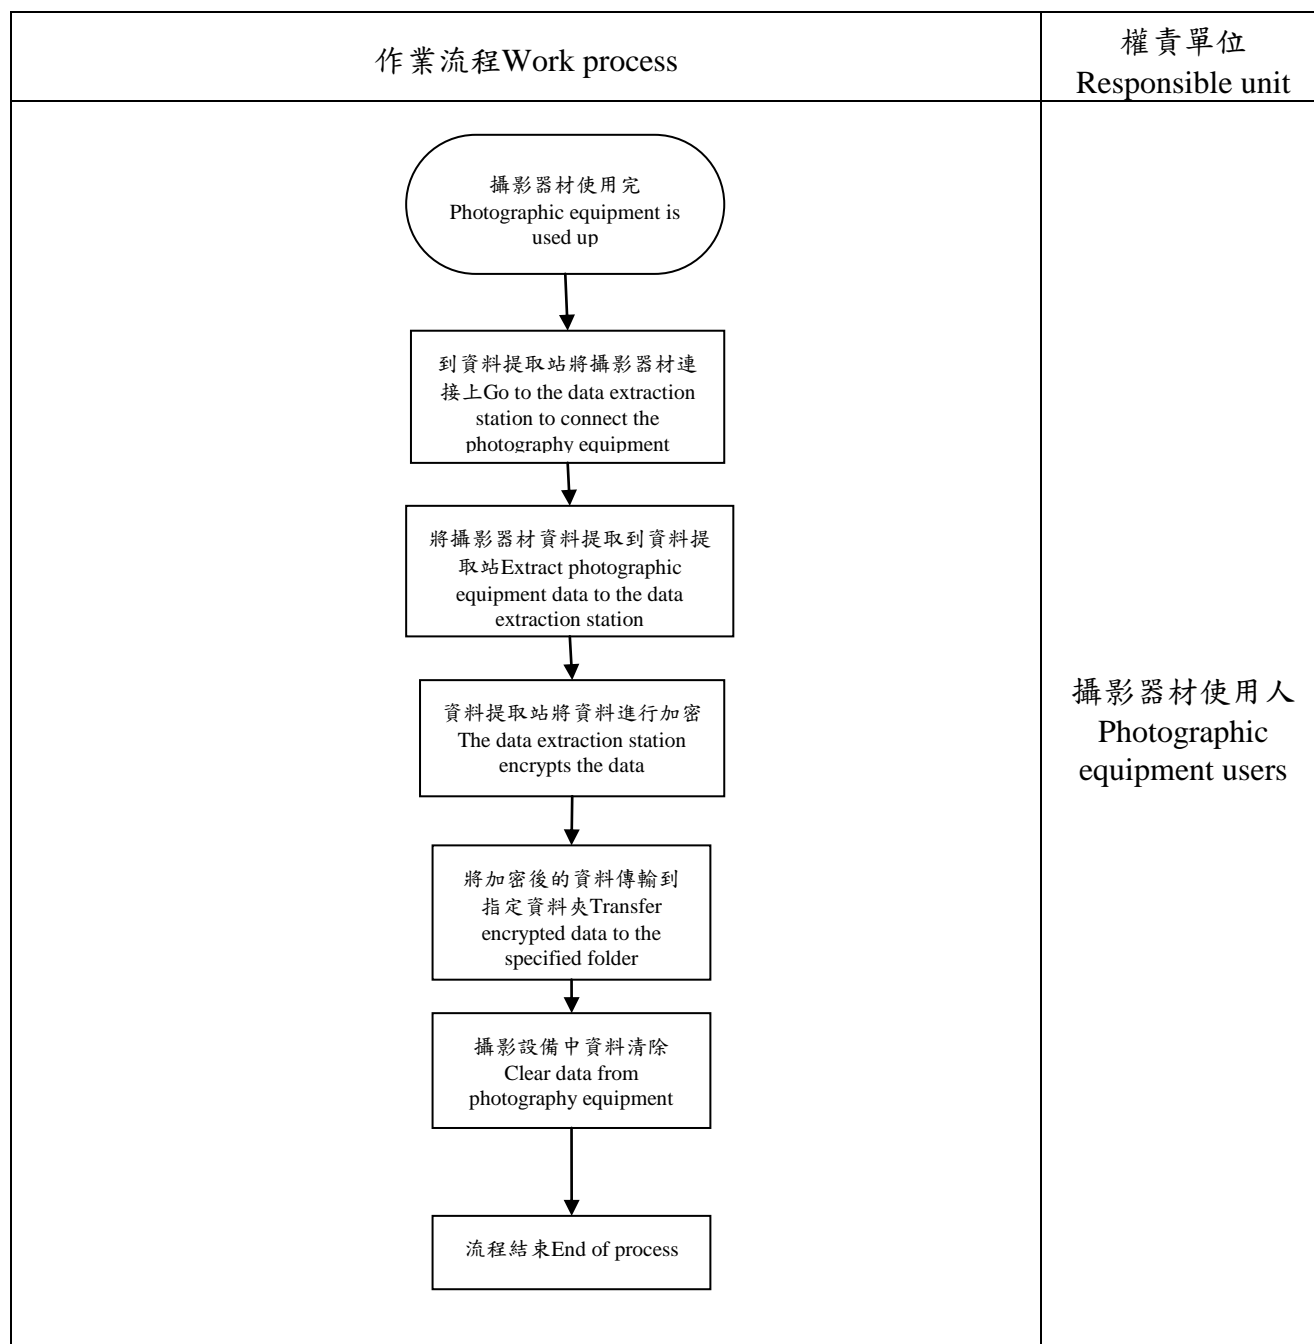 作業流程Work process
權責單位
Responsible unit
攝影器材使用完
Photographic equipment is
used up
到資料提取站將攝影器材連
接上Go to the data extraction
station to connect the
photography equipment
將攝影器材資料提取到資料提
取站Extract photographic
equipment data to the data
extraction station
資料提取站將資料進行加密
The data extraction station
encrypts the data
將加密後的資料傳輸到
指定資料夾Transfer
encrypted data to the
specified folder
攝影設備中資料清除
Clear data from
photography equipment
流程結束End of process
攝影器材使用人
Photographic
equipment users